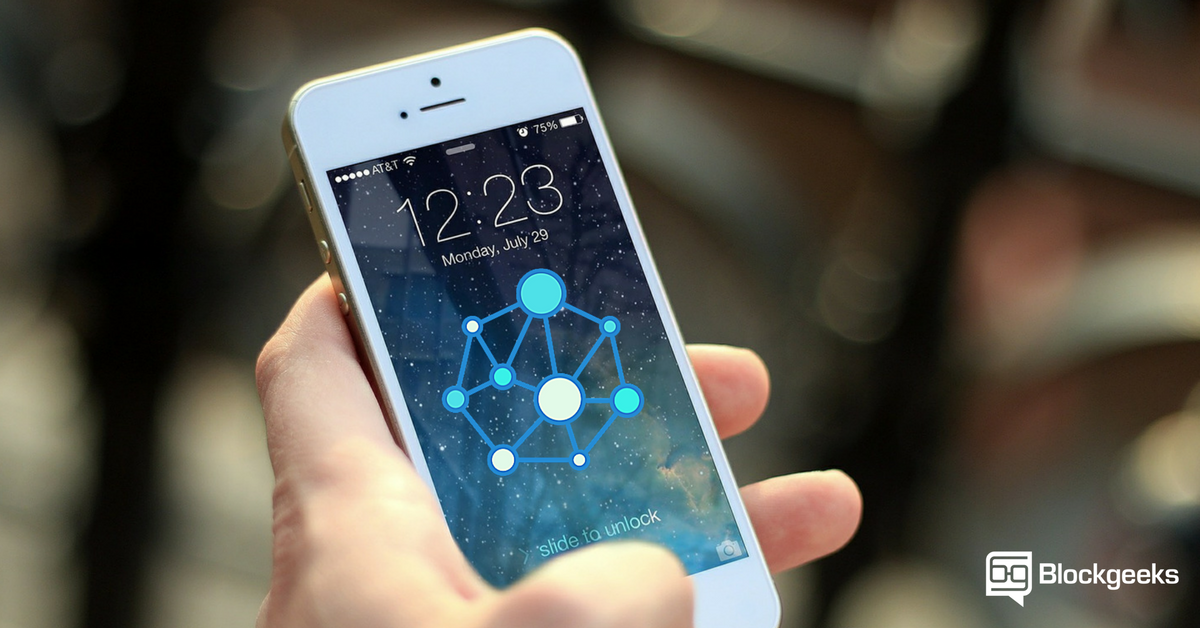 AT&T 75%
12:23
Monday, July 29
slide to unlock
Blockgeeks